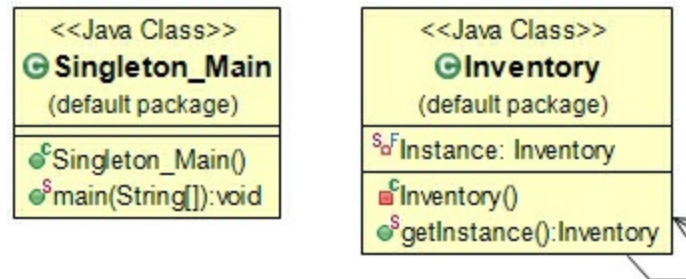 <<Java Class>>
Singleton_Main
(default package)
Singleton_Main()
main(String[]):void
<<Java Class>>
Inventory
(default package)
Instance: Inventory
Inventory()
getInstance():Inventory